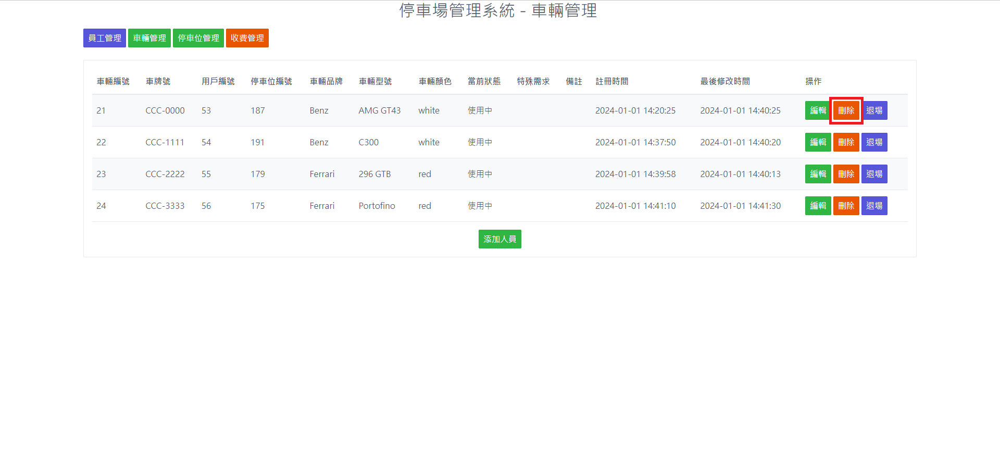 停車場管理系統 - 車輛管理
員工管理 車輛管理 停車位管理 收費管理
車輛編號 車牌號 用戶編號 停車位編號 車輛品牌 車輛型號 車輛顏色 當前狀態 特殊需求 備註 註冊時間 最後修改時間 操作
21 CCC-0000 53 187 Benz AMG GT43 white 使用中 2024-01-01 14:20:25 2024-01-01 14:40:25 編輯 刪除 退場
22 CCC-1111 54 191 Benz C300 white 使用中 2024-01-01 14:37:50 2024-01-01 14:40:20 編輯 刪除 退場
23 CCC-2222 55 179 Ferrari 296 GTB red 使用中 2024-01-01 14:39:58 2024-01-01 14:40:13 編輯 刪除 退場
24 CCC-3333 56 175 Ferrari Portofino red 使用中 2024-01-01 14:41:10 2024-01-01 14:41:30 編輯 刪除 退場
添加人員